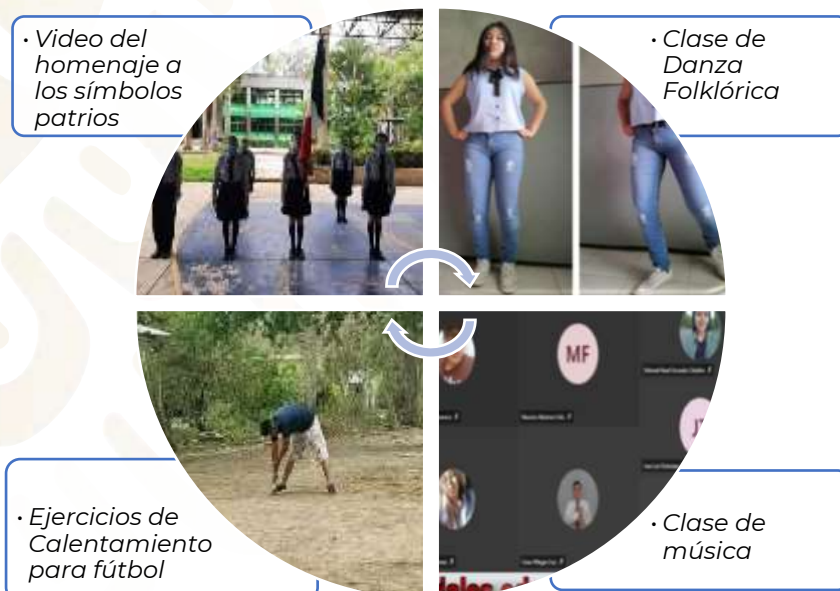 · Video del
homenaje a
los símbolos
patrios
· Clase de
Danza
Folklórica
MF
· Ejercicios de
Calentamiento
para fútbol
· Clase de
música